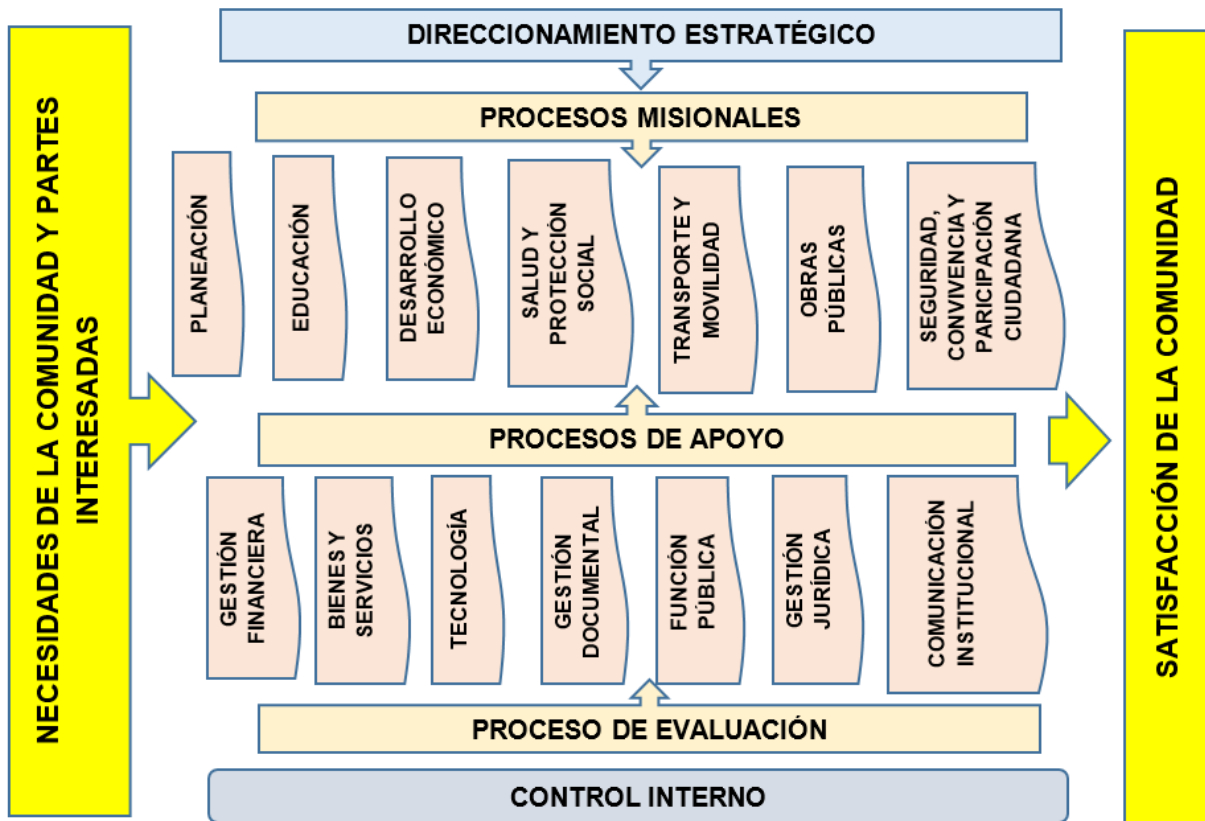 NECESIDADES DE LA COMUNIDAD Y PARTES
INTERESADAS
DIRECCIONAMIENTO ESTRATÉGICO
PROCESOS MISIONALES
PLANEACIÓN
EDUCACIÓN
DESARROLLO
ECONÓMICO
SALUD Y
PROTECCIÓN
SOCIAL
TRANSPORTE Y
MOVILIDAD
OBRAS
PÚBLICAS
SEGURIDAD,
CONVIVENCIA Y
PARCIPACIÓN
CIUDADANA
PROCESOS DE APOYO
GESTIÓN
FINANCIERA
BIENES Y
SERVICIOS
TECNOLOGÍA
GESTIÓN
DOCUMENTAL
FUNCIÓN
PÚBLICA
GESTIÓN
JURÍDICA
COMUNICACIÓN
INSTITUCIONAL
PROCESO DE EVALUACIÓN
CONTROL INTERNO
SATISFACCIÓN DE LA COMUNIDAD